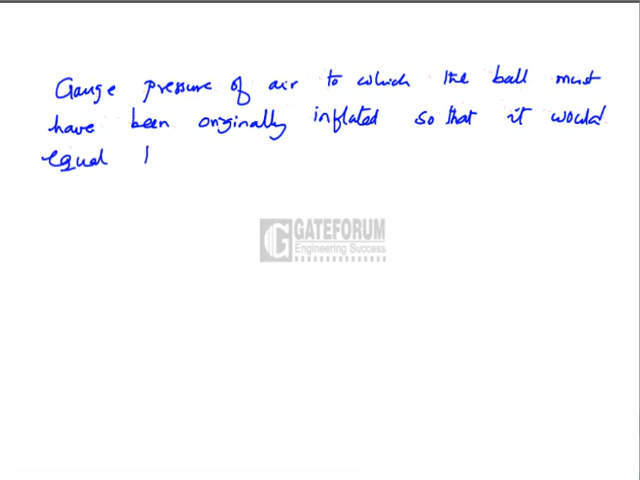 Gauge pressure of air to which the ball must
have been originally inflated so that it would
equal 1
GATEFORUM
Engineering Success